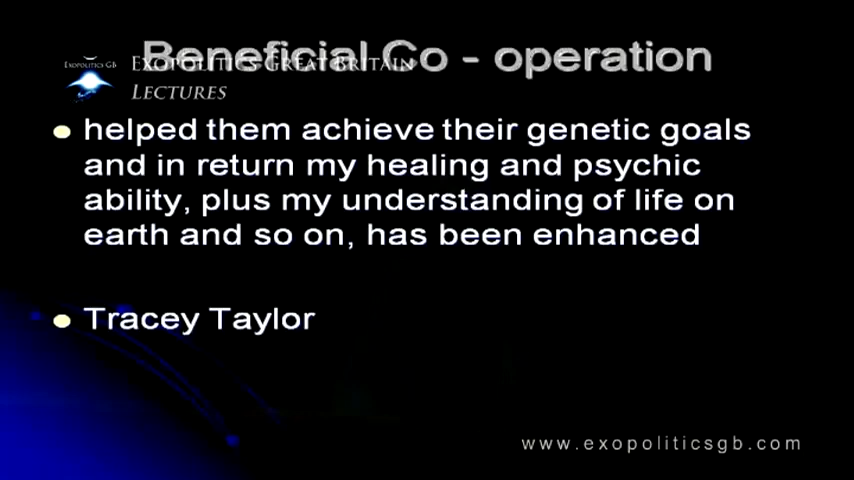 Beneficial Co - operation
EXOPOLITICS GB
EXOPOLITICS GREAT BRITAIN
LECTURES
helped them achieve their genetic goals
and in return my healing and psychic
ability, plus my understanding of life on
earth and so on, has been enhanced
Tracey Taylor
www.exopoliticsgb.com